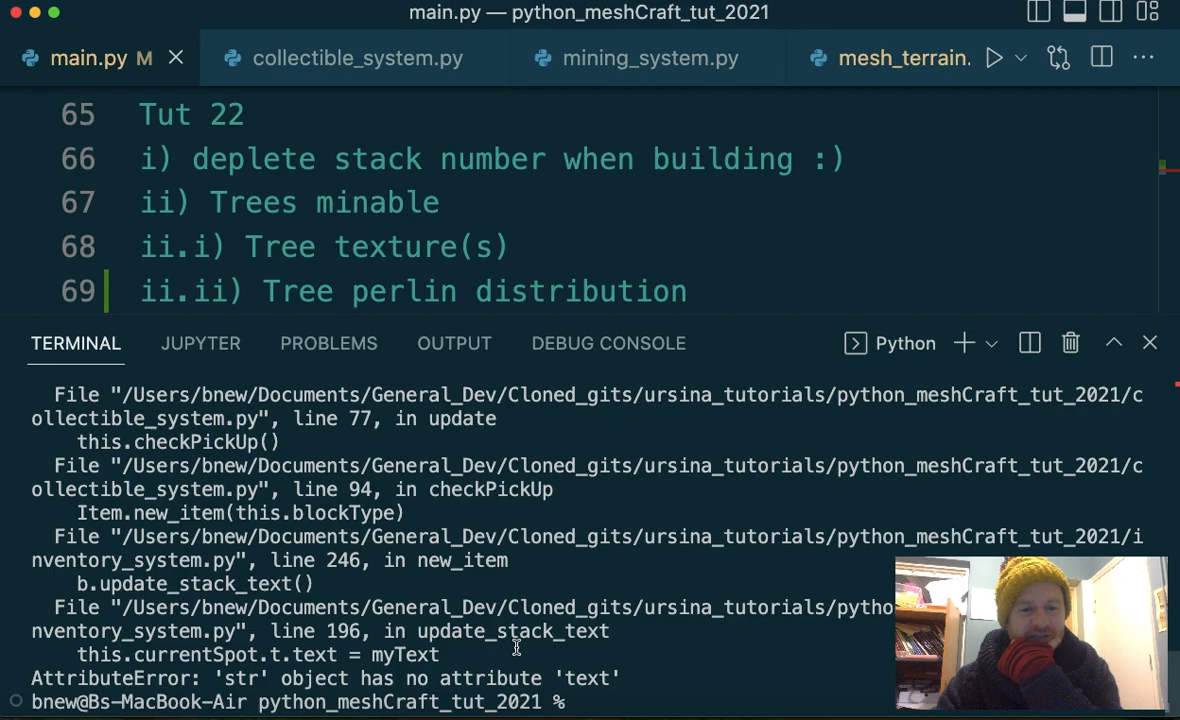 main.py — python_meshCraft_tut_2021
main.py M collectible_system.py mining_system.py mesh_terrain.
65 Tut 22
66 i) deplete stack number when building :)
67 ii) Trees minable
68 ii.i) Tree texture(s)
69 ii.ii) Tree perlin distribution
TERMINAL JUPYTER PROBLEMS OUTPUT DEBUG CONSOLE Python
File "/Users/bnew/Documents/General_Dev/Cloned_gits/ursina_tutorials/python_meshCraft_tut_2021/c
ollectible_system.py", line 77, in update
this.checkPickUp()
File "/Users/bnew/Documents/General_Dev/Cloned_gits/ursina_tutorials/python_meshCraft_tut_2021/c
ollectible_system.py", line 94, in checkPickUp
Item.new_item(this.blockType)
File "/Users/bnew/Documents/General_Dev/Cloned_gits/ursina_tutorials/python_meshCraft_tut_2021/i
nventory_system.py", line 246, in new_item
b.update_stack_text()
File "/Users/bnew/Documents/General_Dev/Cloned_gits/ursina_tutorials/pytho
nventory_system.py", line 196, in update_stack_text
this.currentSpot.t.text = myText
AttributeError: 'str' object has no attribute 'text'
bnew@Bs-MacBook-Air python_meshCraft_tut_2021 %